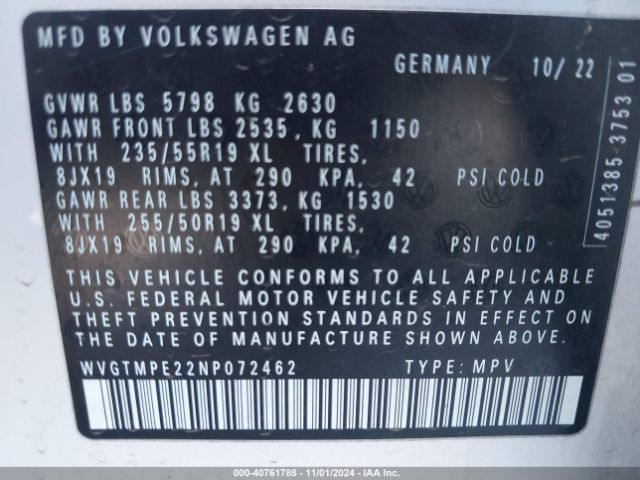 MFD BY VOLKSWAGEN AG
GERMANY 10/22
GVWR LBS 5798 KG 2630
GAWR FRONT LBS 2535, KG 1150
WITH 235/55R19 XL TIRES,
8JX19 RIMS, AT 290 KPA, 42 PSI COLD
GAWR REAR LBS 3373, KG 1530
WITH 255/50R19 XL TIRES,
8JX19 RIMS, AT 290 KPA, 42 PSI COLD
THIS VEHICLE CONFORMS TO ALL APPLICABLE
U.S. FEDERAL MOTOR VEHICLE SAFETY AND
THEFT PREVENTION STANDARDS IN EFFECT ON
THE DATE OF MANUFACTURE SHOWN ABOVE.
WVGTMPE22NP072462 TYPE: MPV
4051385 3753 01
000-40761788 - 11/01/2024 - IAA Inc.